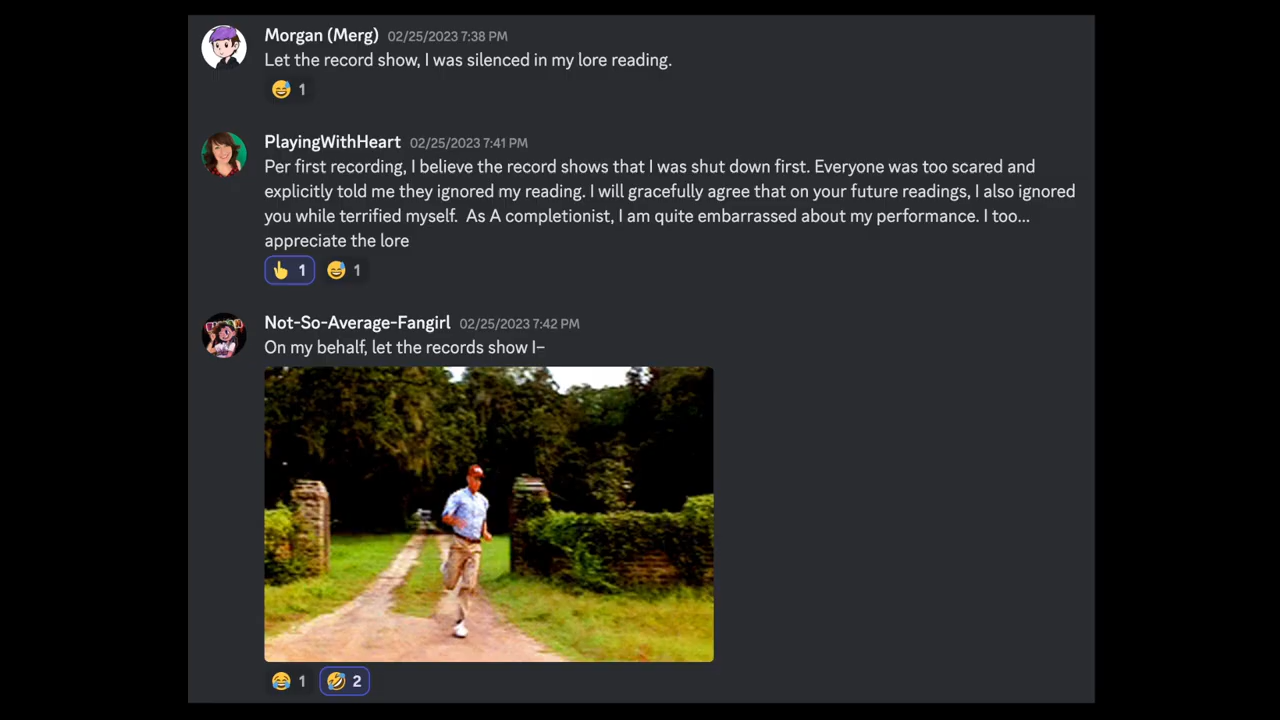 Morgan (Merg) 02/25/2023 7:38 PM
Let the record show, I was silenced in my lore reading.
1
PlayingWithHeart 02/25/2023 7:41 PM
Per first recording, I believe the record shows that I was shut down first. Everyone was too scared and
explicitly told me they ignored my reading. I will gracefully agree that on your future readings, I also ignored
you while terrified myself.  As A completionist, I am quite embarrassed about my performance. I too...
appreciate the lore
1 1
Not-So-Average-Fangirl 02/25/2023 7:42 PM
On my behalf, let the records show I–
1 2